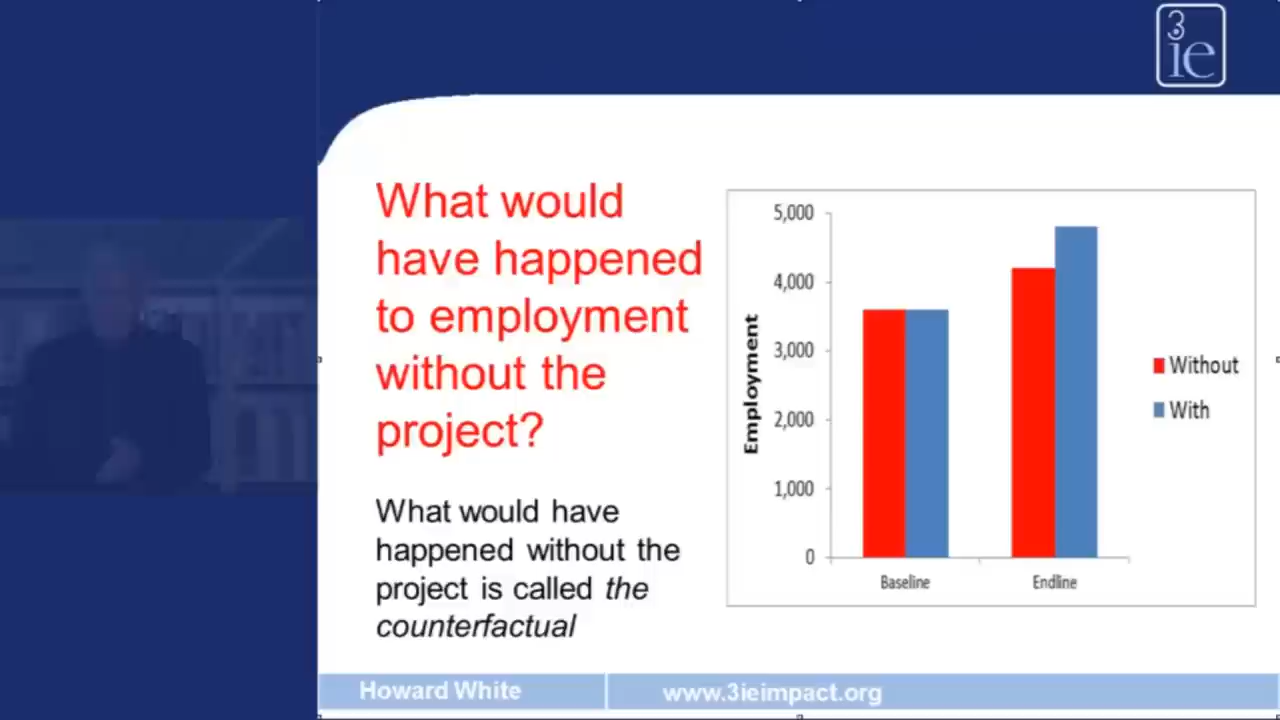 3
ie
What would
have happened
to employment
without the
project?
What would have
happened without the
project is called the
counterfactual
Employment
5,000
4,000
3,000
2,000
1,000
0
Baseline
Endline
Without
With
Howard White
www.3ieimpact.org